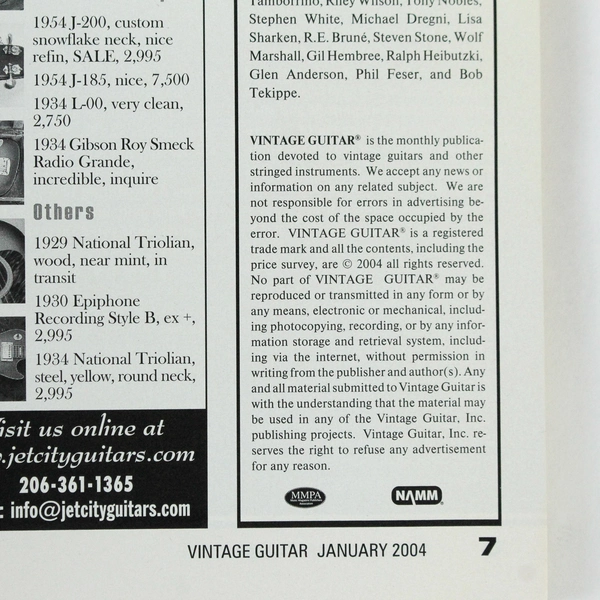 1954 J-200, custom
snowflake neck, nice
refin, SALE, 2,995
1954 J-185, nice, 7,500
1934 L-00, very clean,
2,750
1934 Gibson Roy Smeck
Radio Grande,
incredible, inquire
Others
1929 National Triolian,
wood, near mint, in
transit
1930 Epiphone
Recording Style B, ex +,
2,995
1934 National Triolian,
steel, yellow, round neck,
2,995
isit us online at
.jetcityguitars.com
206-361-1365
: info@jetcityguitars.com
Tamborrino, Riley Wilson, Tony Nobles,
Stephen White, Michael Dregni, Lisa
Sharken, R.E. Bruné, Steven Stone, Wolf
Marshall, Gil Hembree, Ralph Heibutzki,
Glen Anderson, Phil Feser, and Bob
Tekippe.
VINTAGE GUITAR® is the monthly publica-
tion devoted to vintage guitars and other
stringed instruments. We accept any news or
information on any related subject. We are
not responsible for errors in advertising be-
yond the cost of the space occupied by the
error. VINTAGE GUITAR® is a registered
trade mark and all the contents, including the
price survey, are © 2004 all rights reserved.
No part of VINTAGE GUITAR® may be
reproduced or transmitted in any form or by
any means, electronic or mechanical, includ-
ing photocopying, recording, or by any infor-
mation storage and retrieval system, includ-
ing via the internet, without permission in
writing from the publisher and author(s). Any
and all material submitted to Vintage Guitar is
with the understanding that the material may
be used in any of the Vintage Guitar, Inc.
publishing projects. Vintage Guitar, Inc. re-
serves the right to refuse any advertisement
for any reason.
MMPA
NAMM
VINTAGE GUITAR JANUARY 2004 7